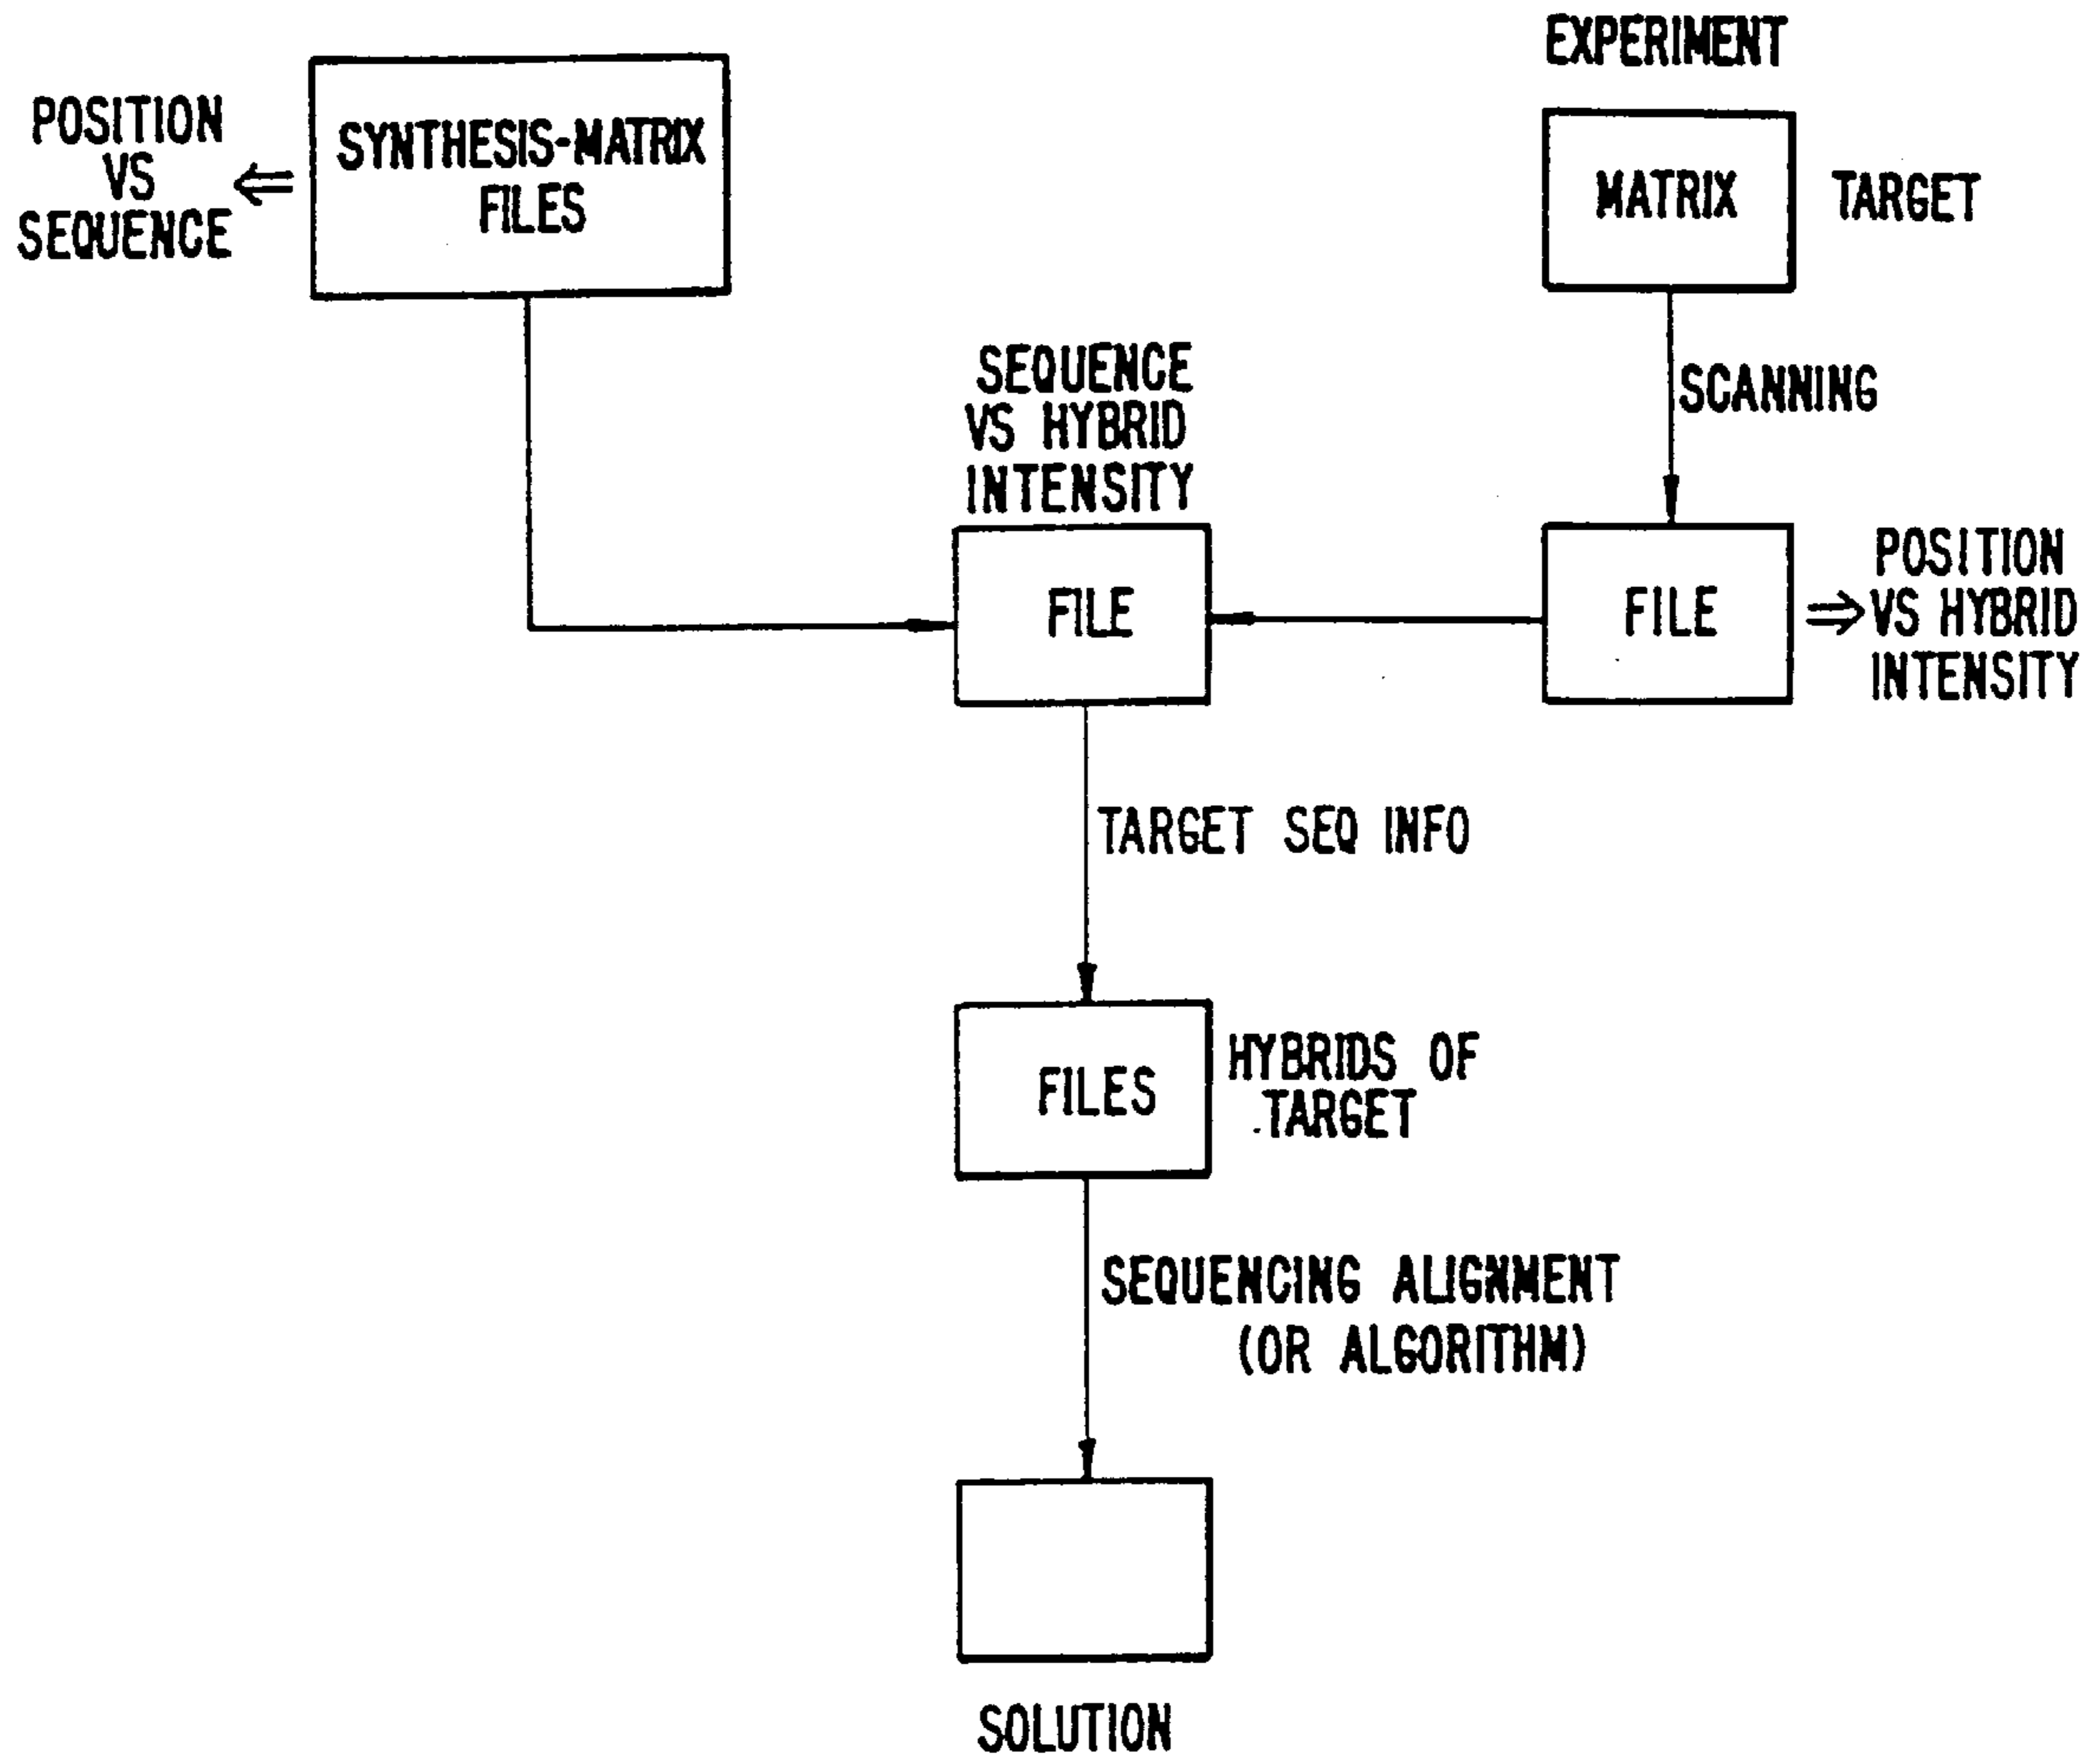 EXPERIMENT
POSITION
VS
SEQUENCE
SYNTHESIS-MATRIX
FILES
MATRIX
TARGET
SCANNING
SEQUENCE
VS HYBRID
INTENSITY
FILE
FILE
POSITION
VS HYBRID
INTENSITY
TARGET SEQ INFO
FILES
HYBRIDS OF
TARGET
SEQUENCING ALIGNMENT
(OR ALGORITHM)
SOLUTION